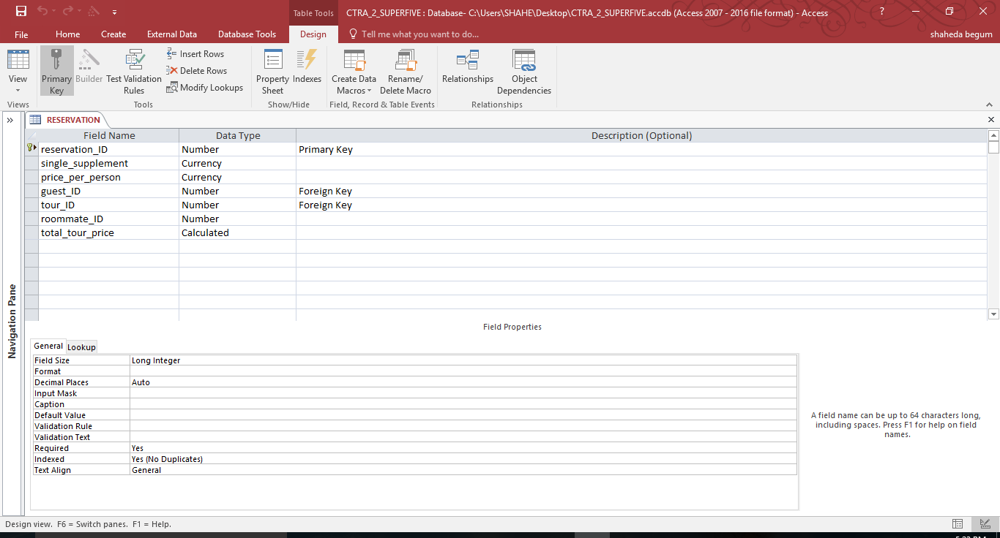 Table Tools
CTRA_2_SUPERFIVE : Database- C:\Users\SHAHE\Desktop\CTRA_2_SUPERFIVE.accdb (Access 2007 - 2016 file format) - Access
?
File Home Create External Data Database Tools Design Tell me what you want to do... shaheda begum
View
Primary Key
Builder
Test Validation Rules
Insert Rows
Delete Rows
Modify Lookups
Property Sheet
Indexes
Create Data Macros
Rename/ Delete Macro
Relationships
Object Dependencies
Views Tools Show/Hide Field, Record & Table Events Relationships
RESERVATION
Field Name Data Type Description (Optional)
reservation_ID Number Primary Key
single_supplement Currency
price_per_person Currency
guest_ID Number Foreign Key
tour_ID Number Foreign Key
roommate_ID Number
total_tour_price Calculated
Navigation Pane
Field Properties
General Lookup
Field Size Long Integer
Format
Decimal Places Auto
Input Mask
Caption
Default Value
Validation Rule
Validation Text
Required Yes
Indexed Yes (No Duplicates)
Text Align General
A field name can be up to 64 characters long,
including spaces. Press F1 for help on field
names.
Design view. F6 = Switch panes. F1 = Help.